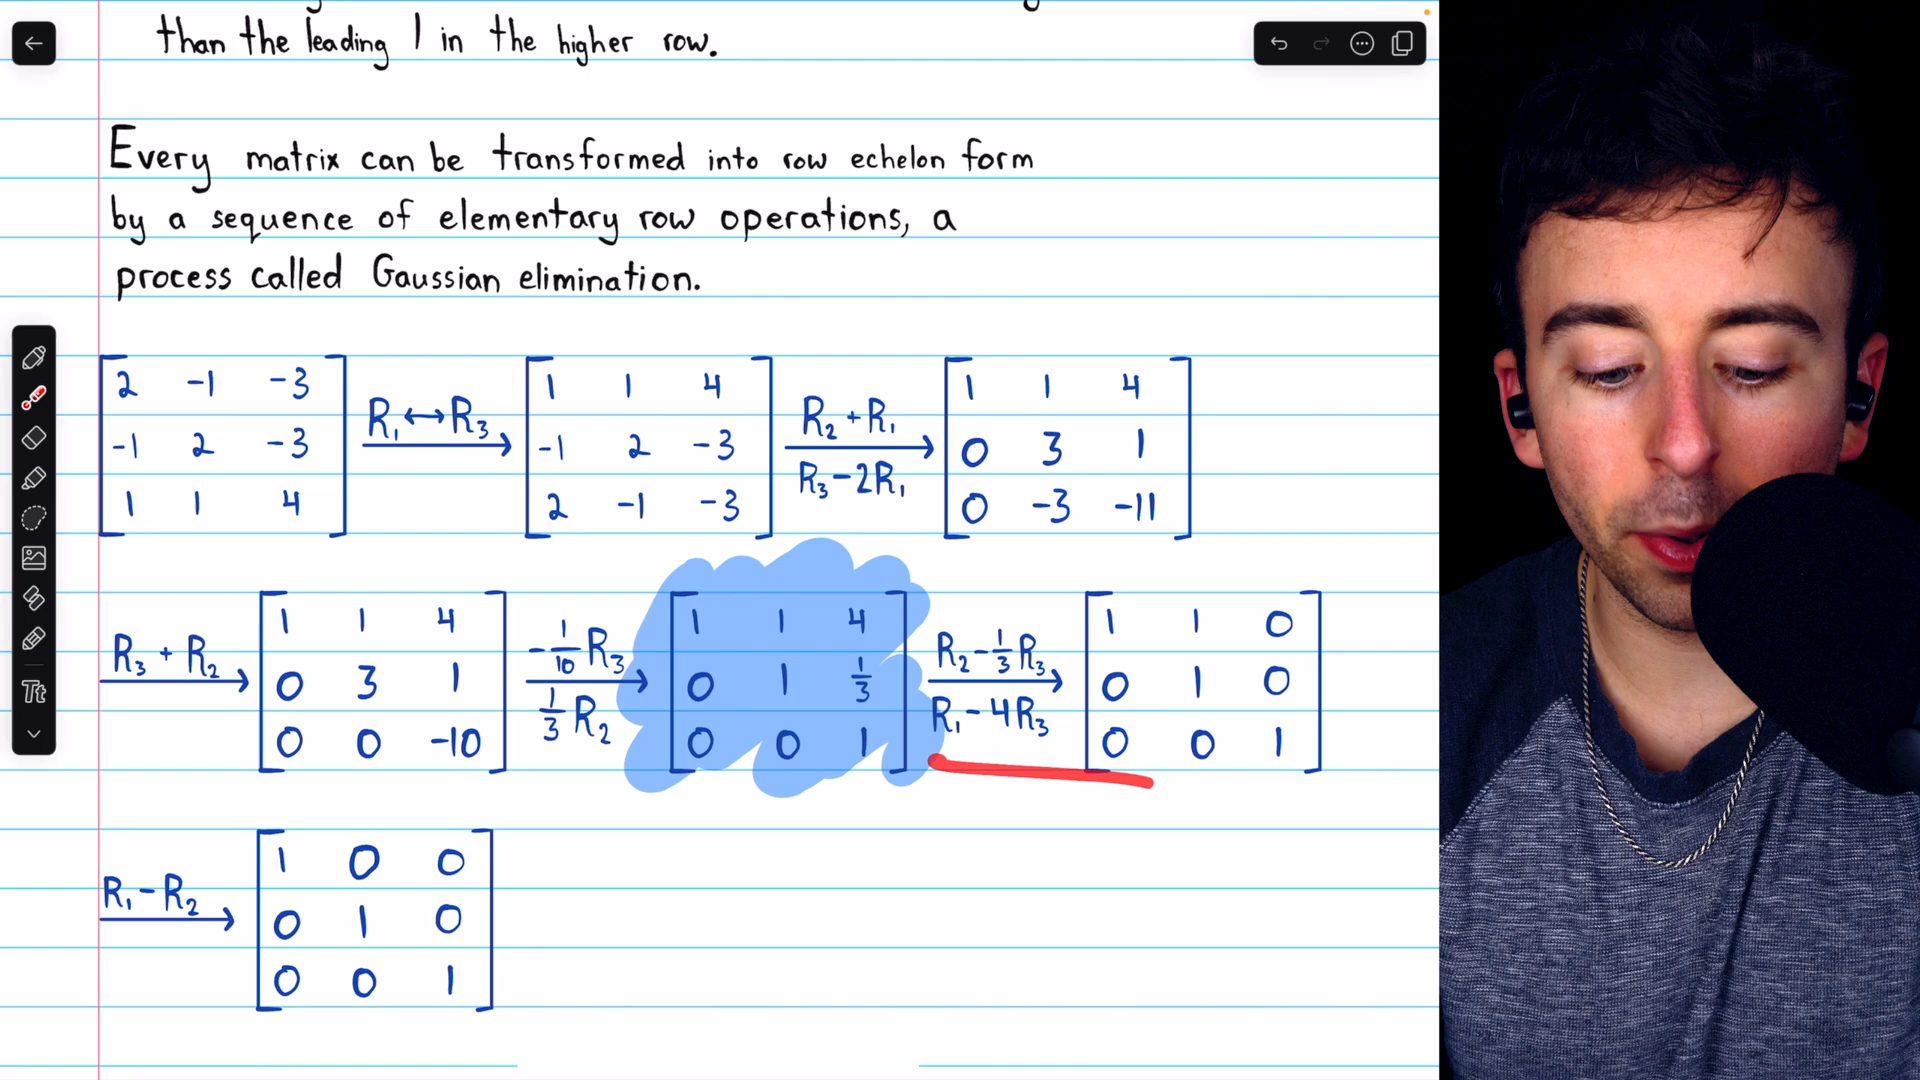 than the leading 1 in the higher row.
Every matrix can be transformed into row echelon form
by a sequence of elementary row operations, a
process called Gaussian elimination.
2 -1 -3
-1 2 -3
1 1 4
R₁ ↔ R₃
1 1 4
-1 2 -3
2 -1 -3
R₂ + R₁
R₃ - 2R₁
1 1 4
0 3 1
0 -3 -11
R₃ + R₂
1 1 4
0 3 1
0 0 -10
-1/10 R₃
1/3 R₂
1 1 4
0 1 1/3
0 0 1
R₂ - 1/3 R₃
R₁ - 4R₃
1 1 0
0 1 0
0 0 1
R₁ - R₂
1 0 0
0 1 0
0 0 1
Tt